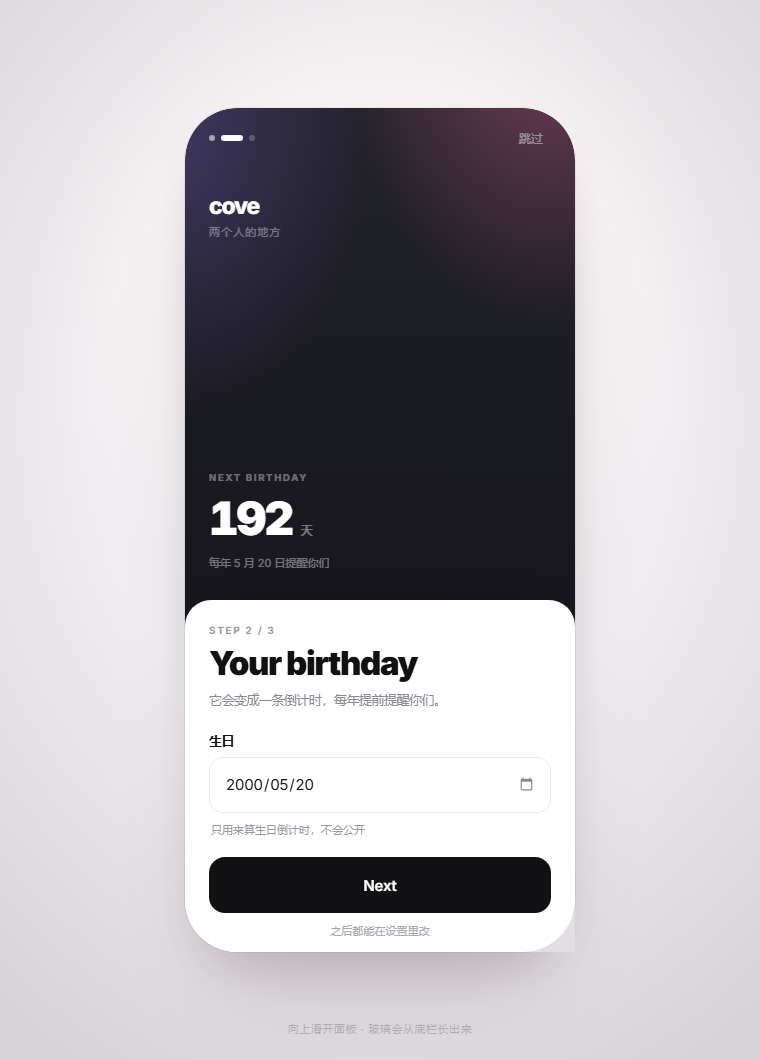 跳过
cove
两个人的地方
NEXT BIRTHDAY
192 天
每年 5 月 20 日提醒你们
STEP 2 / 3
Your birthday
它会变成一条倒计时，每年提前提醒你们。
生日
2000/05/20
只用来算生日倒计时，不会公开
Next
之后都能在设置里改
向上滑开面板 · 玻璃会从底栏长出来